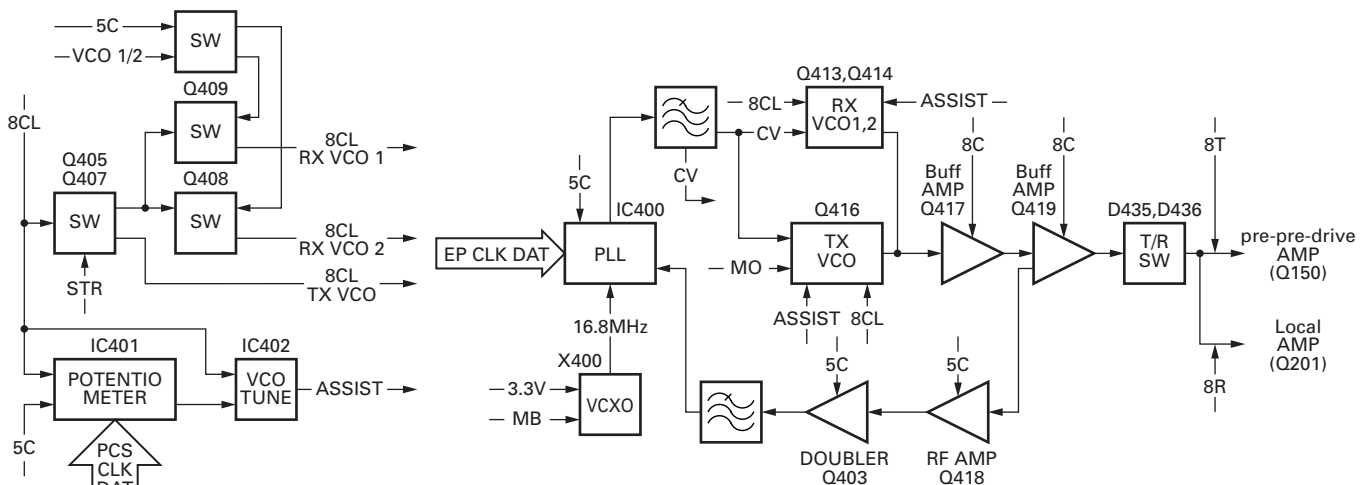 5C
SW
VCO 1/2
Q409
8CL
SW
8CL
RX VCO 1
Q405
Q407
Q408
SW
SW
8CL
RX VCO 2
STR
8CL
TX VCO
IC401
IC402
POTENTIO
METER
VCO
TUNE
ASSIST
5C
PCS
CLK
DAT
Q413,Q414
8CL
RX
VCO1,2
ASSIST
CV
CV
5C
IC400
EP CLK DAT
PLL
Q416
TX
VCO
MO
ASSIST
8CL
16.8MHz
X400
3.3V
VCXO
MB
8C
Buff
AMP
Q417
8C
Buff
AMP
Q419
8T
D435,D436
T/R
SW
pre-pre-drive
AMP
(Q150)
Local
AMP
(Q201)
8R
5C
5C
DOUBLER
Q403
RF AMP
Q418